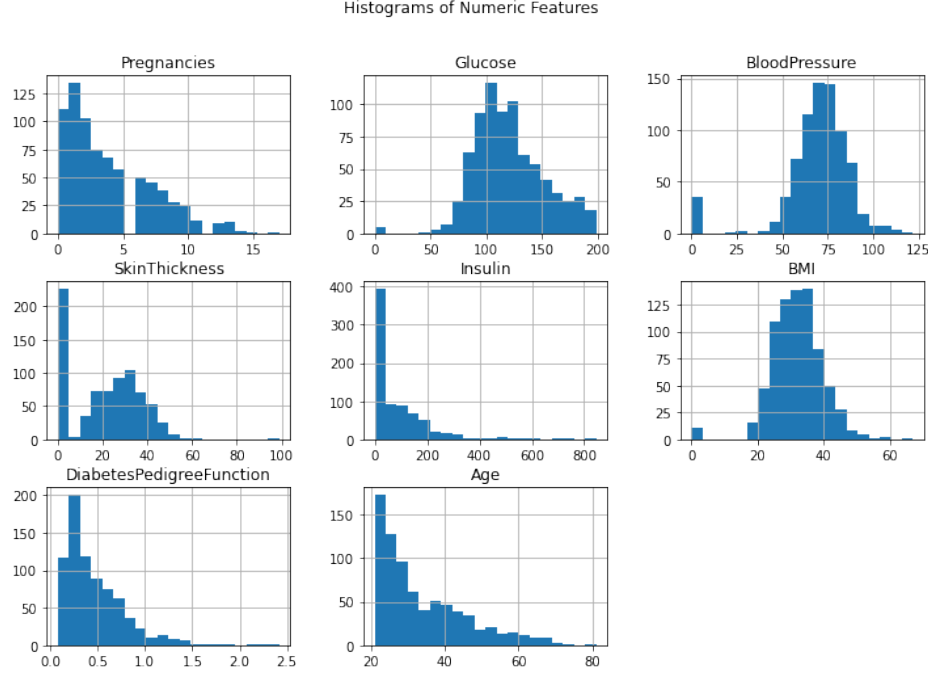 Histograms of Numeric Features
Pregnancies
125
100
75
50
25
0
0 5 10 15
Glucose
100
75
50
25
0
0 50 100 150 200
BloodPressure
150
100
50
0
0 25 50 75 100 125
SkinThickness
200
150
100
50
0
0 20 40 60 80 100
Insulin
400
300
200
100
0
0 200 400 600 800
BMI
125
100
75
50
25
0
0 20 40 60
DiabetesPedigreeFunction
200
150
100
50
0
0.0 0.5 1.0 1.5 2.0 2.5
Age
150
100
50
0
20 40 60 80